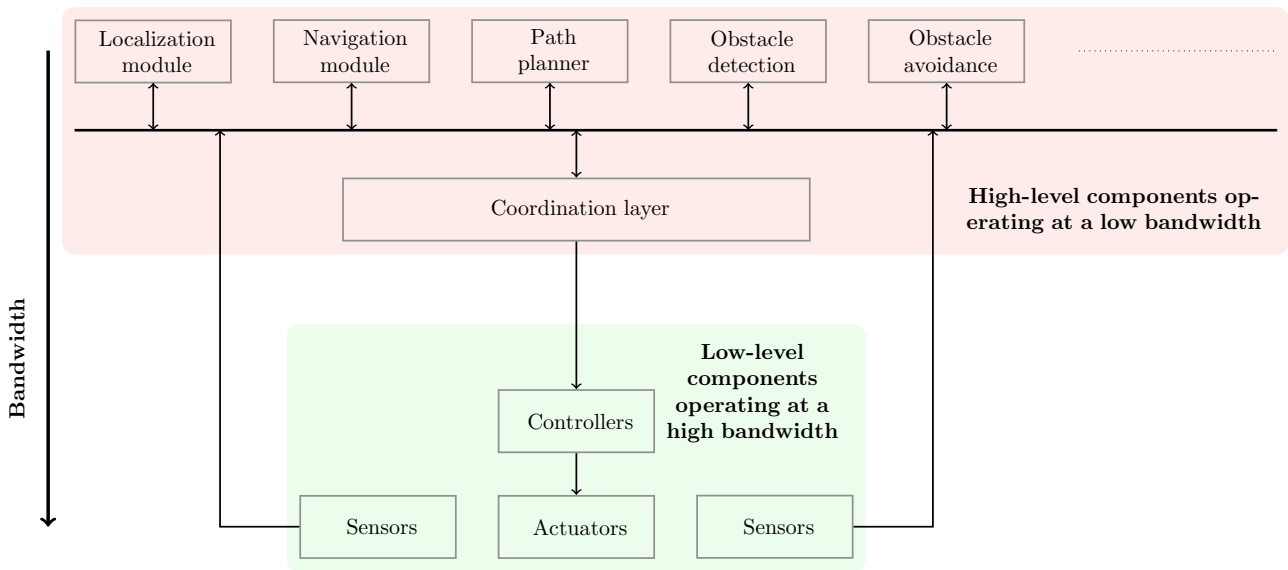 Localization
module
Navigation
module
Path
planner
Obstacle
detection
Obstacle
avoidance
Coordination layer
High-level components op-
erating at a low bandwidth
Bandwidth
Low-level
components
operating at a
high bandwidth
Controllers
Sensors
Actuators
Sensors